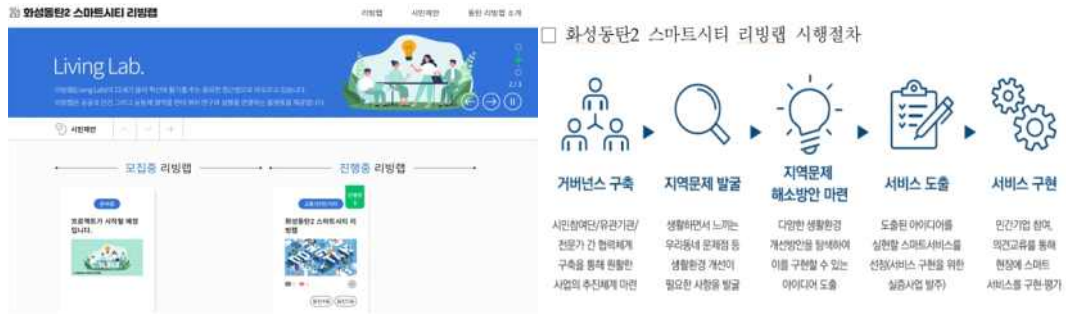 화성동탄2 스마트시티 리빙랩
리빙랩 시민제안 동탄 리빙랩 소개
Living Lab.
2 / 3
시민제안
모집중 리빙랩
진행중 리빙랩
프로젝트가 시작될 예정
입니다.
화성동탄2 스마트시티 리
빙랩
□ 화성동탄2 스마트시티 리빙랩 시행절차
거버넌스 구축
시민참여단/유관기관/
전문가 간 협력체계
구축을 통해 원활한
사업의 추진체계 마련
지역문제 발굴
생활하면서 느끼는
우리동네 문제점 등
생활환경 개선이
필요한 사항을 발굴
지역문제
해소방안 마련
다양한 생활환경
개선방안을 탐색하여
이를 구현할 수 있는
아이디어 도출
서비스 도출
도출된 아이디어를
실현할 스마트서비스를
선정(서비스 구현을 위한
실증사업 발주)
서비스 구현
민간기업 참여,
의견교류를 통해
현장에 스마트
서비스를 구현·평가